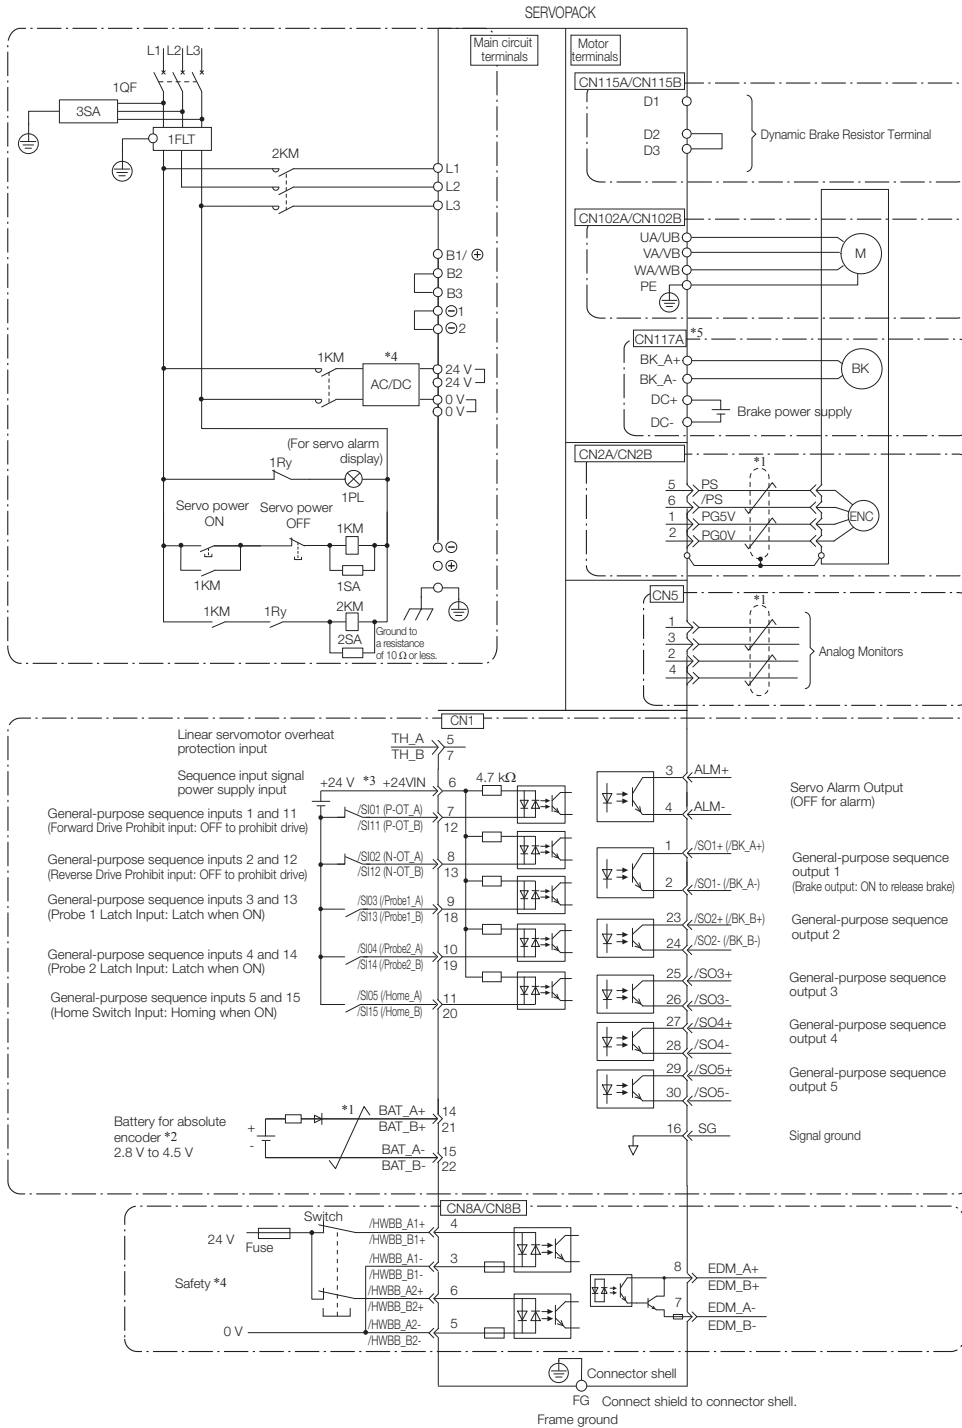 SERVOPACK
Main circuit
terminals
Motor
terminals
L1 L2 L3
1QF
3SA
1FLT
2KM
L1
L2
L3
B1/ ⊕
B2
B3
⊖1
⊖2
1KM
*4
AC/DC
24 V
24 V
0 V
0 V
(For servo alarm
display)
1Ry
1PL
Servo power
ON
Servo power
OFF
1KM
1KM
1SA
⊖
⊕
1KM
1Ry
2KM
2SA
Ground to
a resistance
of 10 Ω or less.
CN115A/CN115B
D1
D2
D3
Dynamic Brake Resistor Terminal
CN102A/CN102B
UA/UB
VA/VB
WA/WB
PE
M
CN117A *5
BK_A+
BK_A-
BK
DC+
DC-
Brake power supply
CN2A/CN2B
*1
5 PS
6 /PS
1 PG5V
2 PG0V
ENC
CN5
*1
1
3
2
4
Analog Monitors
CN1
Linear servomotor overheat
protection input
TH_A 5
TH_B 7
Sequence input signal
power supply input
+24 V *3 +24VIN 6
4.7 kΩ
General-purpose sequence inputs 1 and 11
(Forward Drive Prohibit input: OFF to prohibit drive)
/SI01 (P-OT_A) 7
/SI11 (P-OT_B) 12
General-purpose sequence inputs 2 and 12
(Reverse Drive Prohibit input: OFF to prohibit drive)
/SI02 (N-OT_A) 8
/SI12 (N-OT_B) 13
General-purpose sequence inputs 3 and 13
(Probe 1 Latch Input: Latch when ON)
/SI03 (/Probe1_A) 9
/SI13 (/Probe1_B) 18
General-purpose sequence inputs 4 and 14
(Probe 2 Latch Input: Latch when ON)
/SI04 (/Probe2_A) 10
/SI14 (/Probe2_B) 19
General-purpose sequence inputs 5 and 15
(Home Switch Input: Homing when ON)
/SI05 (/Home_A) 11
/SI15 (/Home_B) 20
3 ALM+
4 ALM-
Servo Alarm Output
(OFF for alarm)
1 /SO1+ (/BK_A+)
2 /SO1- (/BK_A-)
General-purpose sequence
output 1
(Brake output: ON to release brake)
23 /SO2+ (/BK_B+)
24 /SO2- (/BK_B-)
General-purpose sequence
output 2
25 /SO3+
26 /SO3-
General-purpose sequence
output 3
27 /SO4+
28 /SO4-
General-purpose sequence
output 4
29 /SO5+
30 /SO5-
General-purpose sequence
output 5
16 SG
Signal ground
Battery for absolute
encoder *2
2.8 V to 4.5 V
+
-
*1
BAT_A+ 14
BAT_B+ 21
BAT_A- 15
BAT_B- 22
CN8A/CN8B
24 V
Fuse
Switch
Safety *4
0 V
/HWBB_A1+ 4
/HWBB_B1+
/HWBB_A1- 3
/HWBB_B1-
/HWBB_A2+ 6
/HWBB_B2+
/HWBB_A2- 5
/HWBB_B2-
8 EDM_A+
EDM_B+
7 EDM_A-
EDM_B-
Connector shell
FG Connect shield to connector shell.
Frame ground